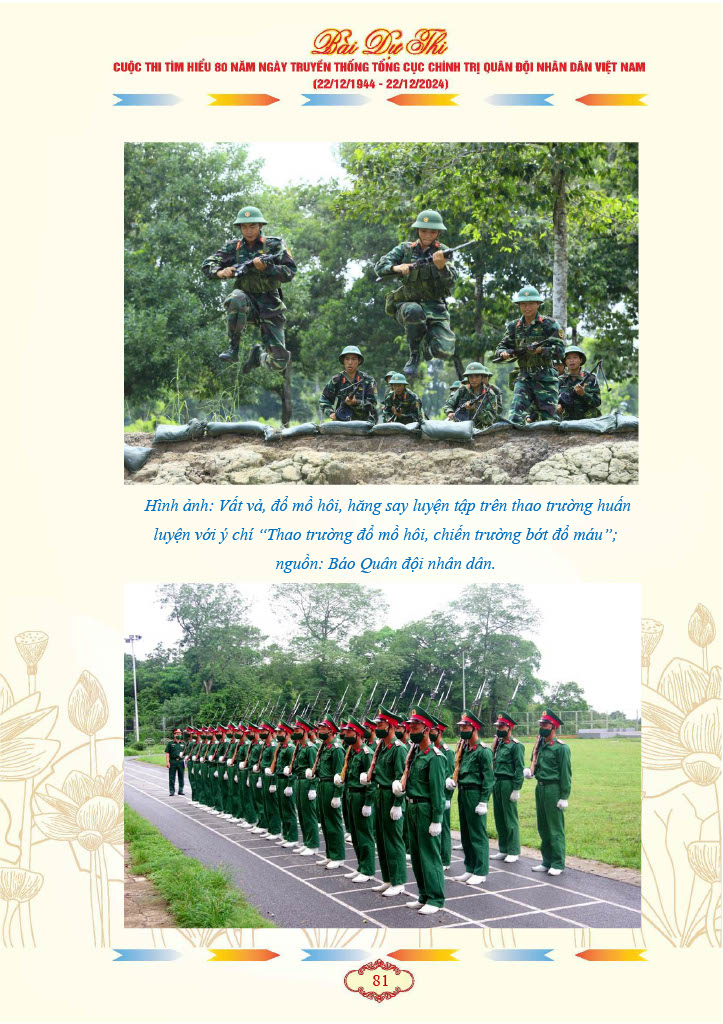 Bài Dự Thi
CUỘC THI TÌM HIỂU 80 NĂM NGÀY TRUYỀN THỐNG TỔNG CỤC CHÍNH TRỊ QUÂN ĐỘI NHÂN DÂN VIỆT NAM
(22/12/1944 - 22/12/2024)
Hình ảnh: Vất vả, đổ mồ hôi, hăng say luyện tập trên thao trường huấn
luyện với ý chí “Thao trường đổ mồ hôi, chiến trường bớt đổ máu”;
nguồn: Báo Quân đội nhân dân.
81